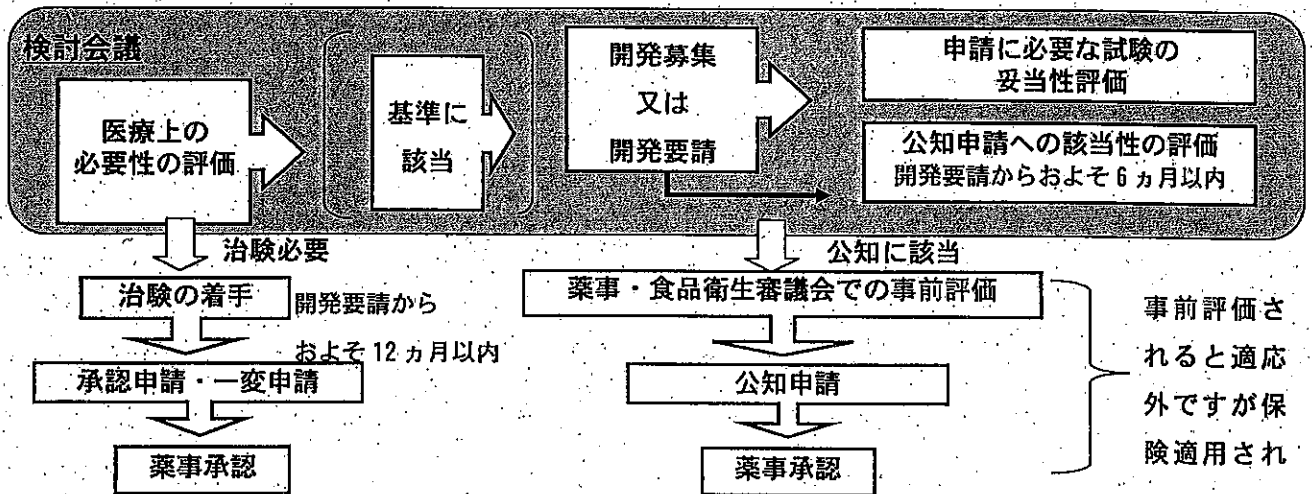 検討会議
医療上の
必要性の評価
基準に
該当
開発募集
又は
開発要請
申請に必要な試験の
妥当性評価
公知申請への該当性の評価
開発要請からおよそ6ヵ月以内
治験必要
治験の着手
開発要請から
およそ12ヵ月以内
承認申請・一変申請
薬事承認
公知に該当
薬事・食品衛生審議会での事前評価
公知申請
薬事承認
事前評価さ
れると適応
外ですが保
険適用され